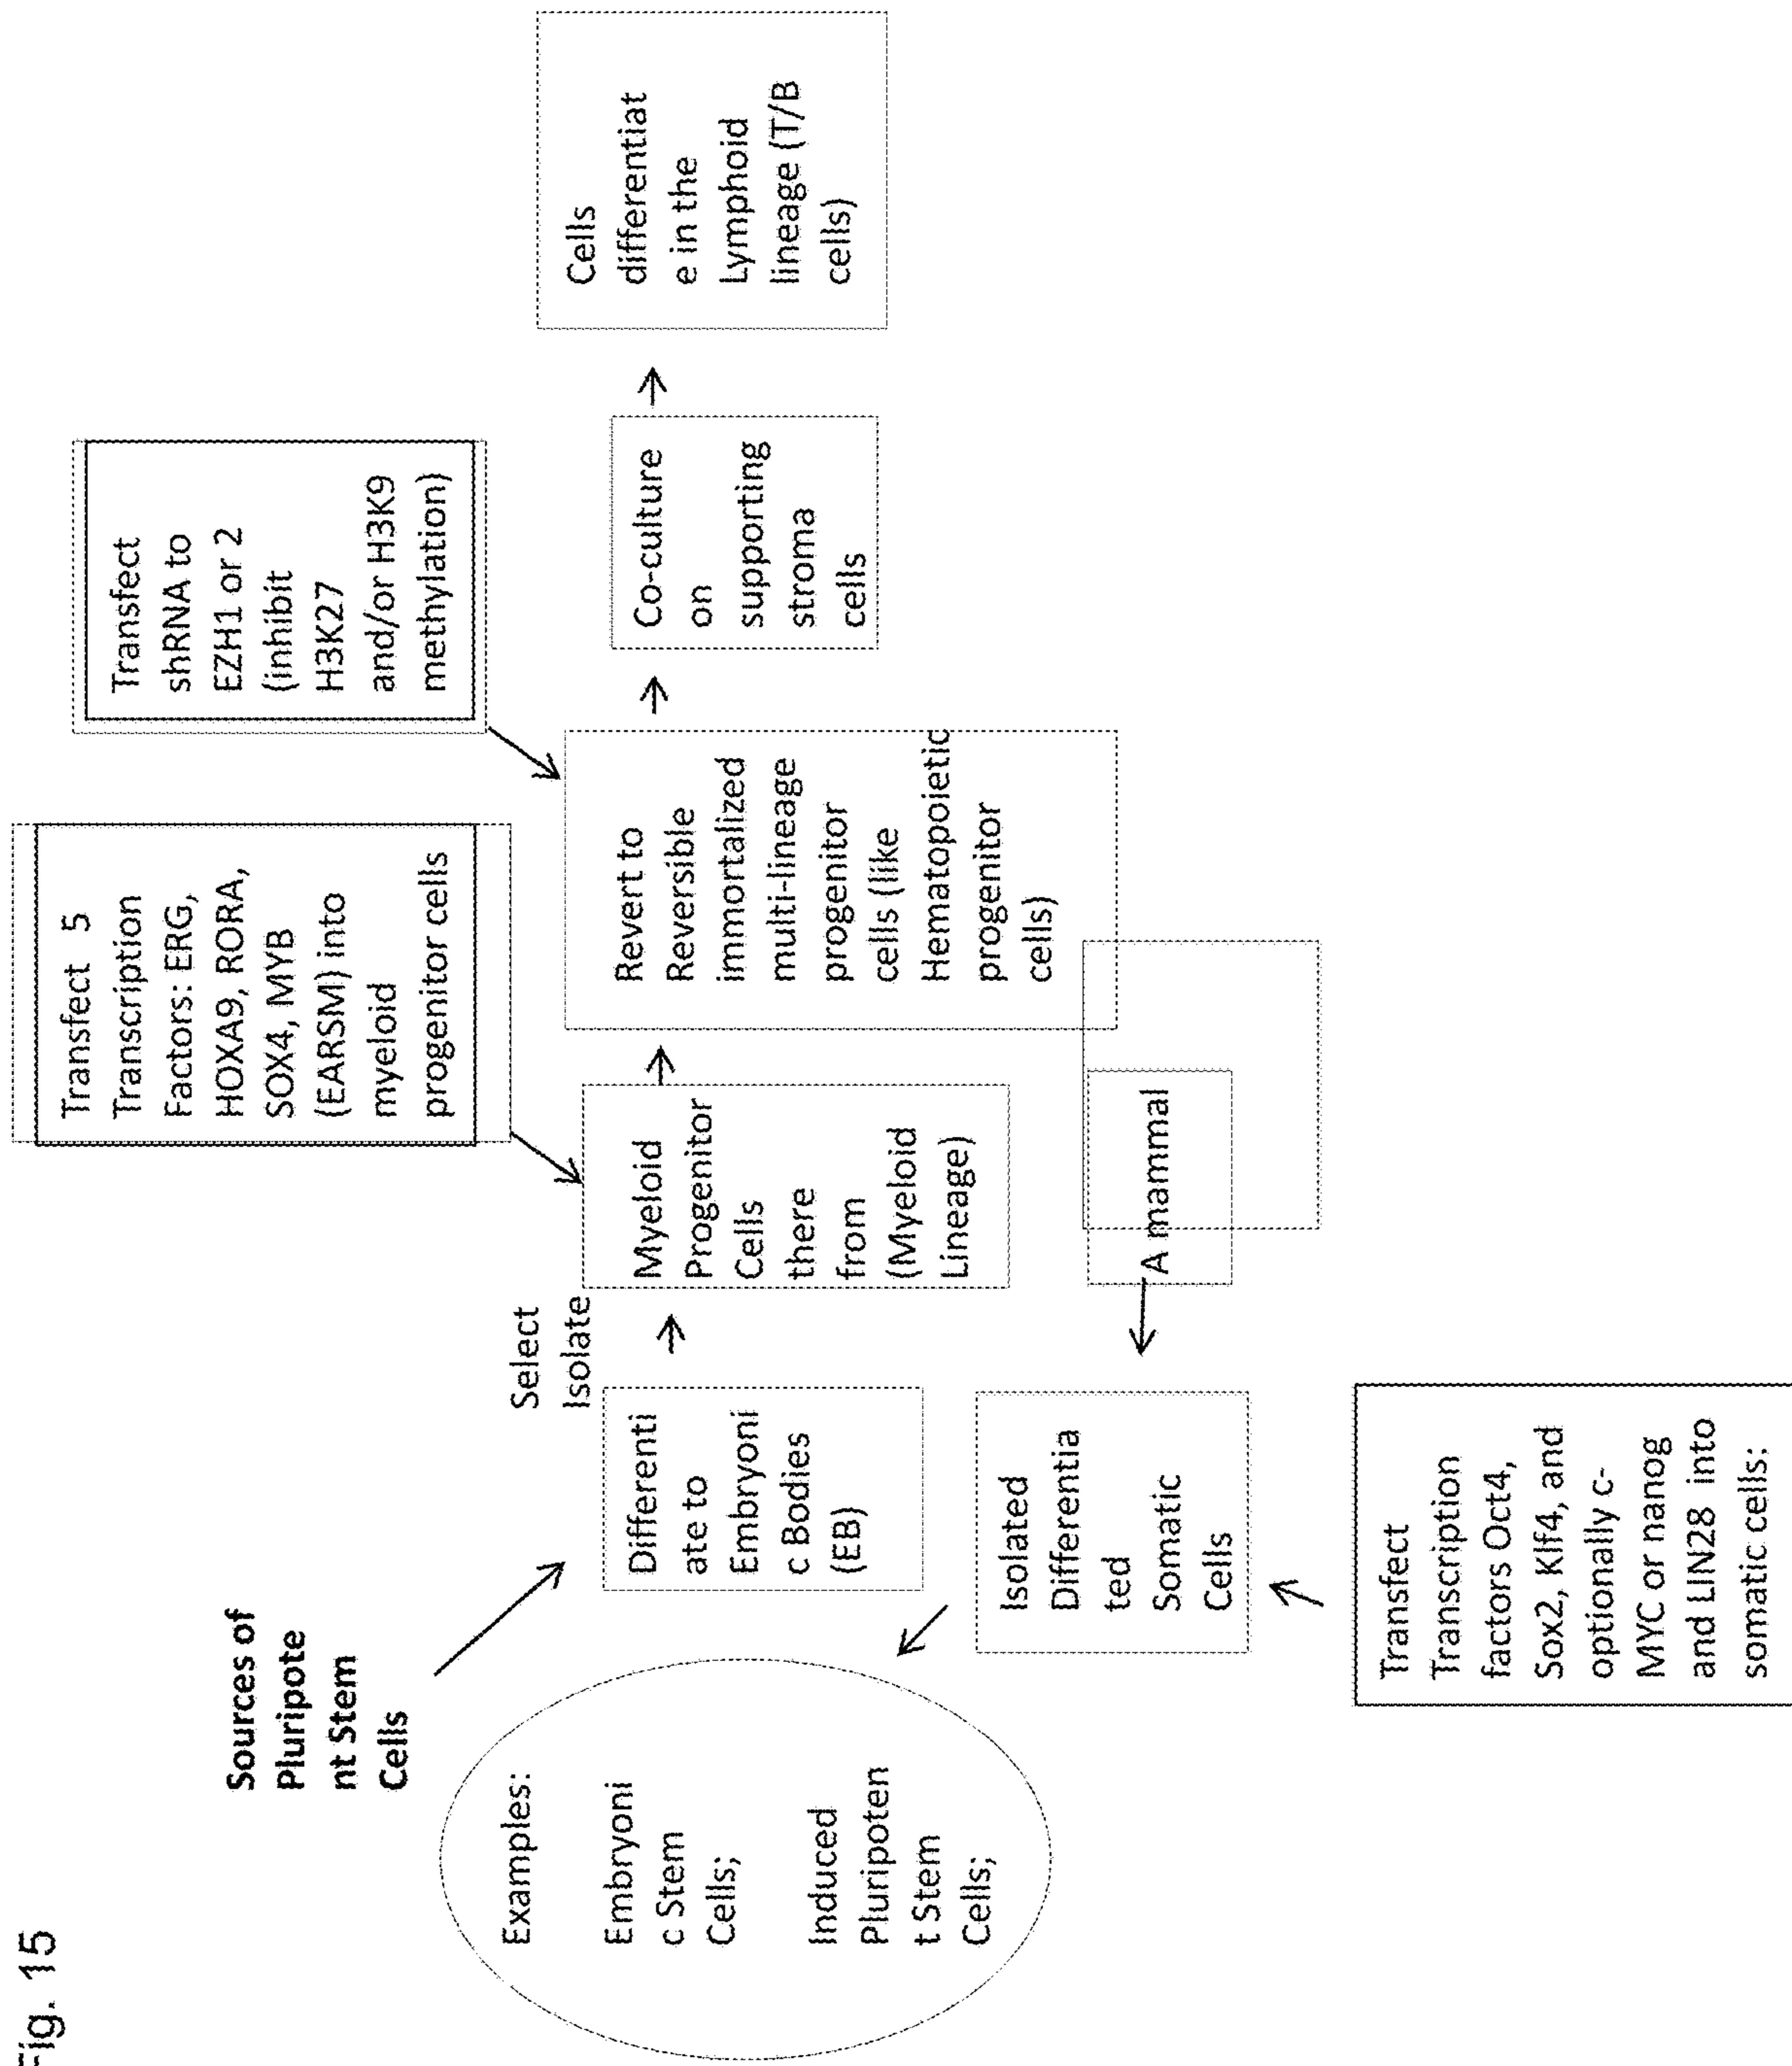 Fig. 15
Sources of
Pluripote
nt Stem
Cells
Examples:
Embryoni
c Stem
Cells;
Induced
Pluripoten
t Stem
Cells;
Differenti
ate to
Embryoni
c Bodies
(EB)
Select
Isolate
Myeloid
Progenitor
Cells
there
from
(Myeloid
Lineage)
Transfect 5
Transcription
Factors: ERG,
HOXA9, RORA,
SOX4, MYB
(EARSM) into
myeloid
progenitor cells
Revert to
Reversible
immortalized
multi-lineage
progenitor
cells (like
Hematopoietic
progenitor
cells)
Transfect
shRNA to
EZH1 or 2
(inhibit
H3K27
and/or H3K9
methylation)
Co-culture
on
supporting
stroma
cells
Cells
differentiat
e in the
Lymphoid
lineage (T/B
cells)
Isolated
Differentia
ted
Somatic
Cells
A mammal
Transfect
Transcription
factors Oct4,
Sox2, Klf4, and
optionally c-
MYC or nanog
and LIN28 into
somatic cells: